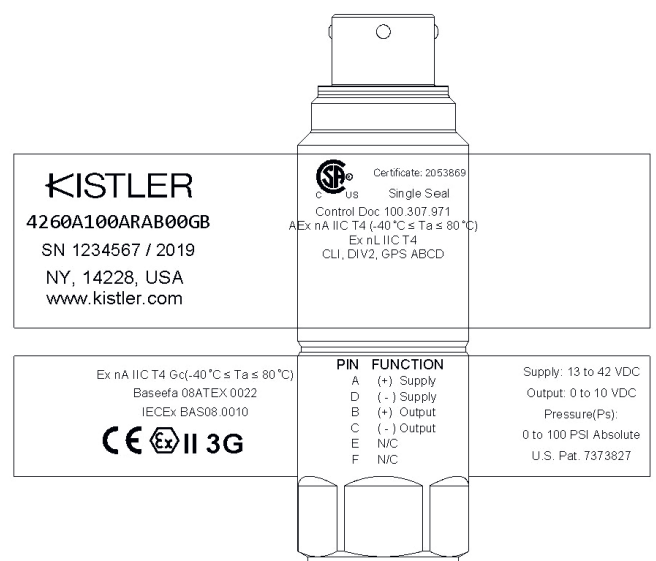 KISTLER
4260A100ARAB00GB
SN 1234567 / 2019
NY, 14228, USA
www.kistler.com
CSA ®
C US
Certificate: 2053869
Single Seal
Control Doc 100.307.971
AEx nA IIC T4 (-40˚C ≤ Ta ≤ 80˚C)
Ex nL IIC T4
CLI, DIV2, GPS ABCD
Ex nA IIC T4 Gc(-40˚C ≤ Ta ≤ 80˚C)
Baseefa 08ATEX 0022
IECEx BAS08.0010
CE Ex II 3G
PIN FUNCTION
A (+) Supply
D (-) Supply
B (+) Output
C (-) Output
E N/C
F N/C
Supply: 13 to 42 VDC
Output: 0 to 10 VDC
Pressure(Ps):
0 to 100 PSI Absolute
U.S. Pat. 7373827